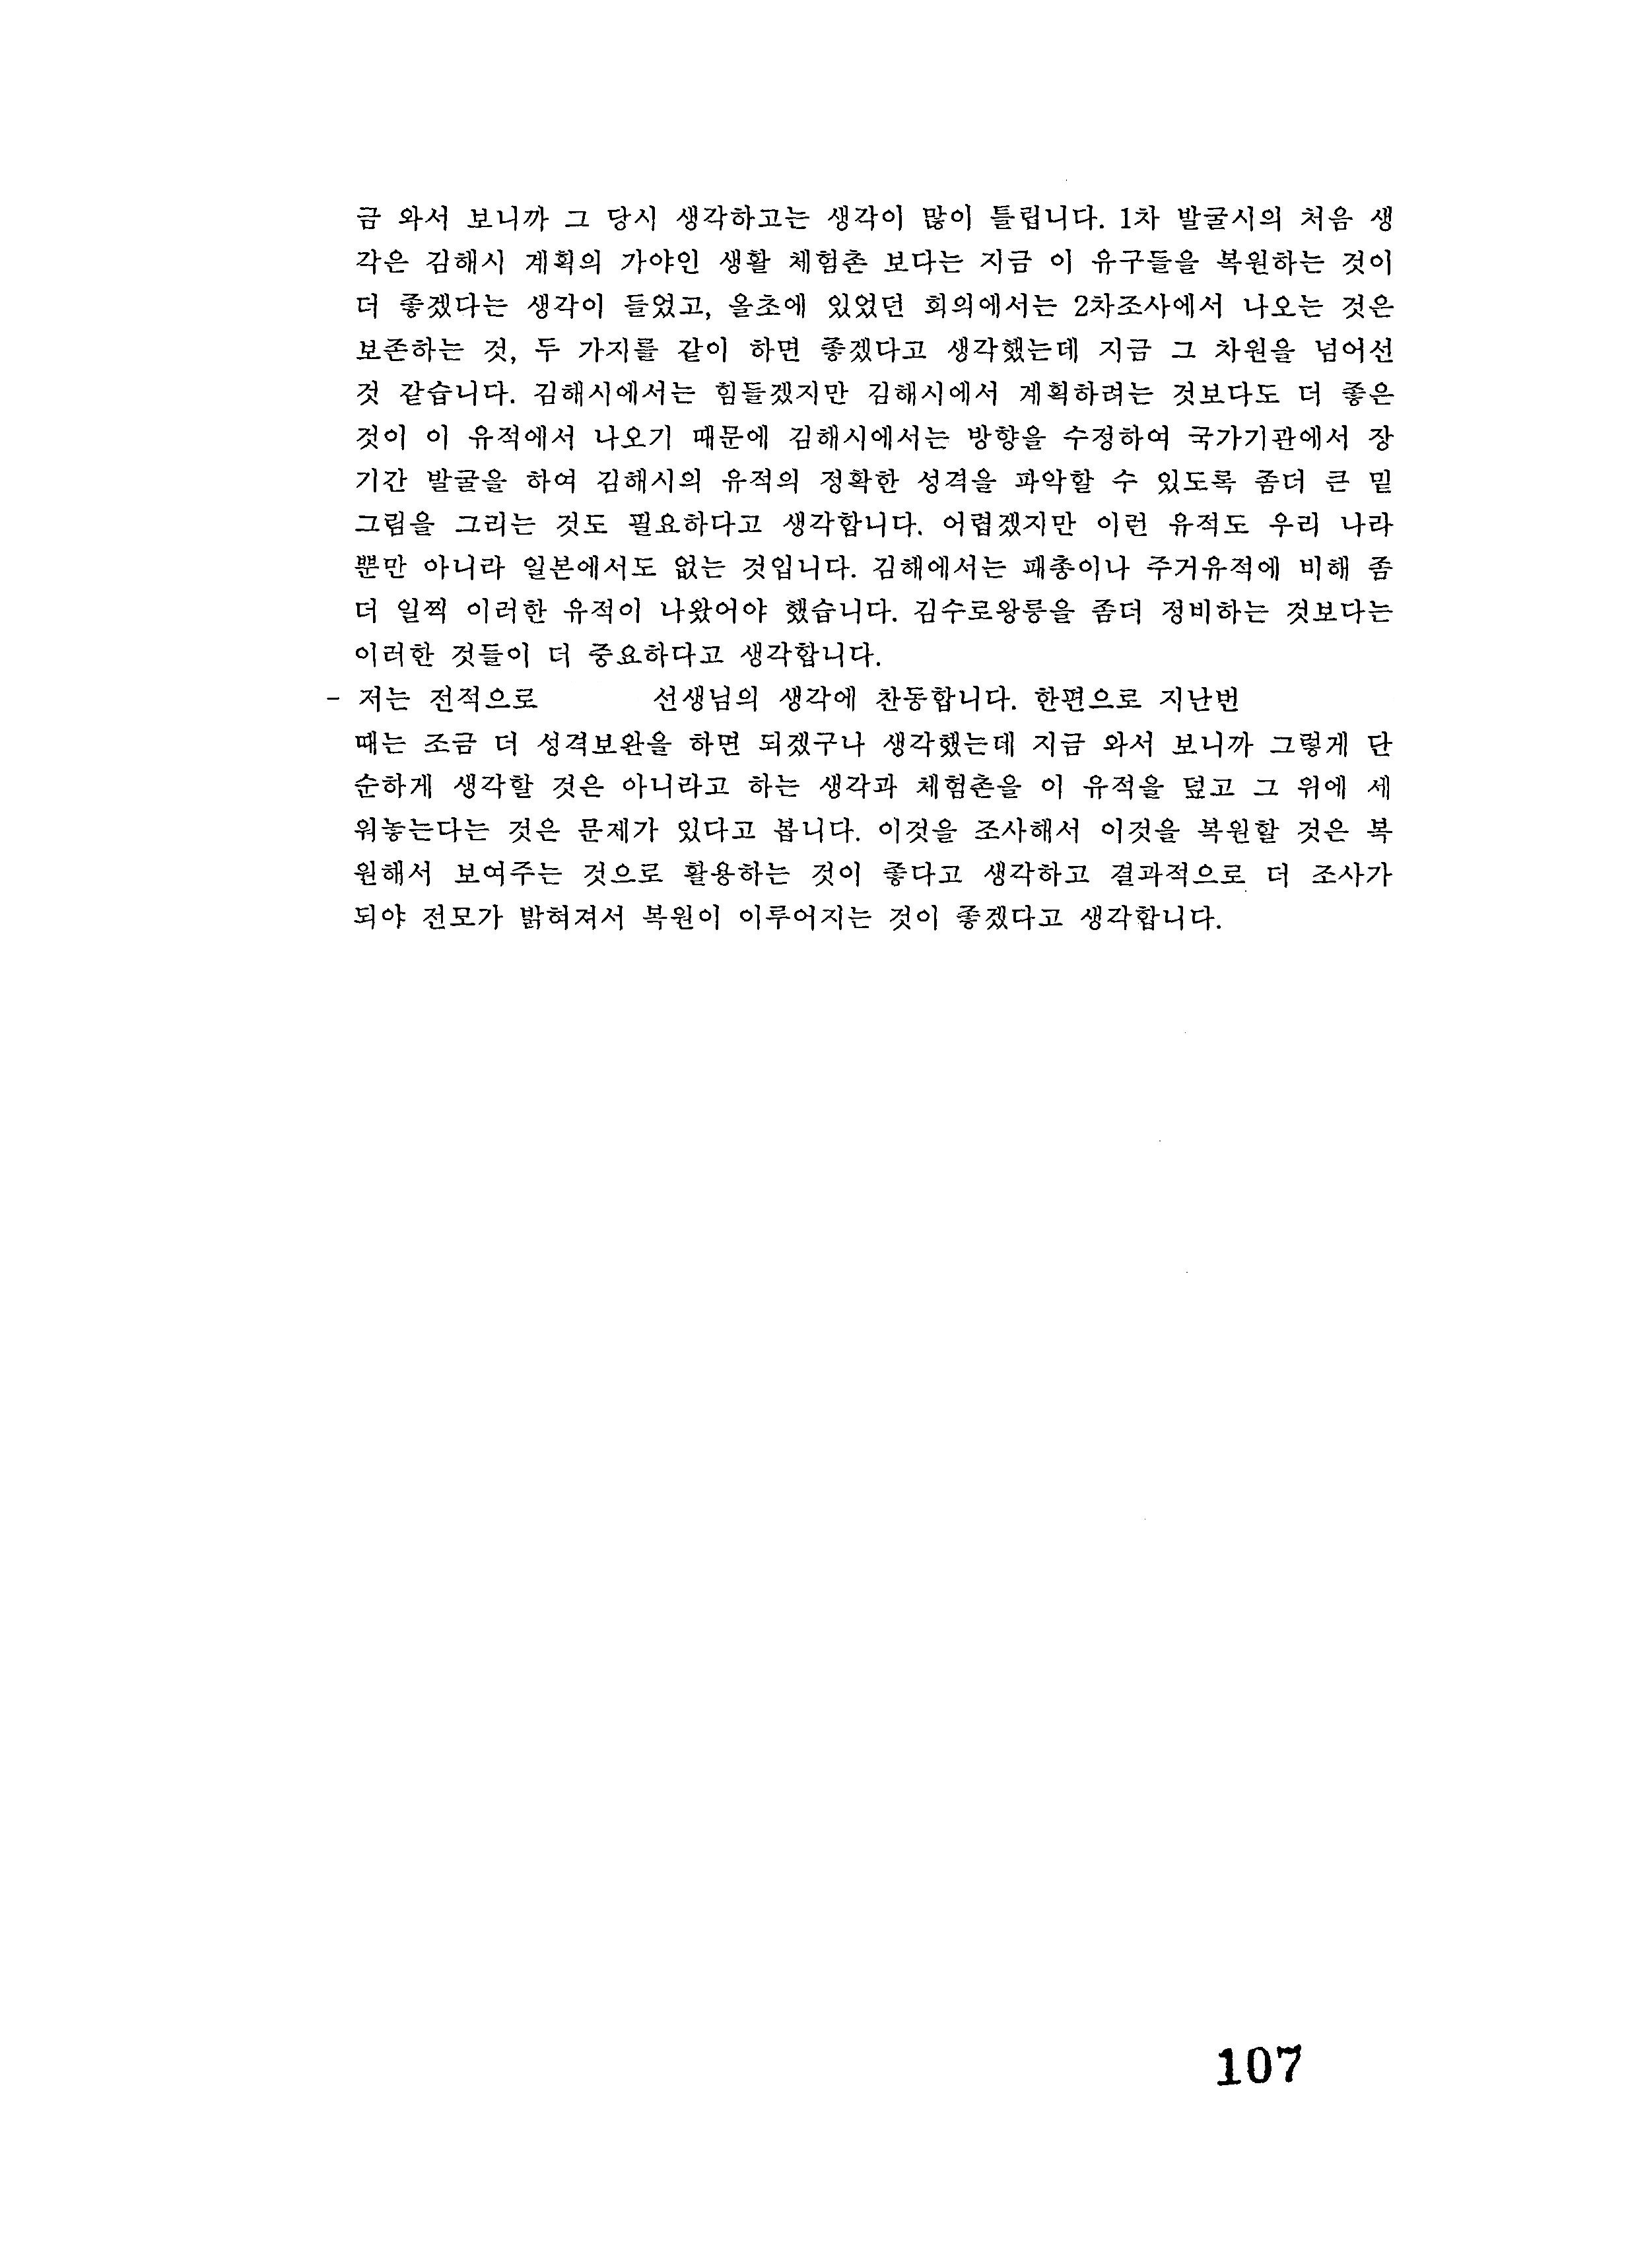 금 와서 보니까 그 당시 생각하고는 생각이 많이 틀립니다. 1차 발굴시의 처음 생
각은 김해시 계획의 가야인 생활 체험촌 보다는 지금 이 유구들을 복원하는 것이
더 좋겠다는 생각이 들었고, 올초에 있었던 회의에서는 2차조사에서 나오는 것은
보존하는 것, 두 가지를 같이 하면 좋겠다고 생각했는데 지금 그 차원을 넘어선
것 같습니다. 김해시에서는 힘들겠지만 김해시에서 계획하려는 것보다도 더 좋은
것이 이 유적에서 나오기 때문에 김해시에서는 방향을 수정하여 국가기관에서 장
기간 발굴을 하여 김해시의 유적의 정확한 성격을 파악할 수 있도록 좀더 큰 밑
그림을 그리는 것도 필요하다고 생각합니다. 어렵겠지만 이런 유적도 우리 나라
뿐만 아니라 일본에서도 없는 것입니다. 김해에서는 패총이나 주거유적에 비해 좀
더 일찍 이러한 유적이 나왔어야 했습니다. 김수로왕릉을 좀더 정비하는 것보다는
이러한 것들이 더 중요하다고 생각합니다.
- 저는 전적으로 선생님의 생각에 찬동합니다. 한편으로 지난번
때는 조금 더 성격보완을 하면 되겠구나 생각했는데 지금 와서 보니까 그렇게 단
순하게 생각할 것은 아니라고 하는 생각과 체험촌을 이 유적을 덮고 그 위에 세
워놓는다는 것은 문제가 있다고 봅니다. 이것을 조사해서 이것을 복원할 것은 복
원해서 보여주는 것으로 활용하는 것이 좋다고 생각하고 결과적으로 더 조사가
되야 전모가 밝혀져서 복원이 이루어지는 것이 좋겠다고 생각합니다.
107